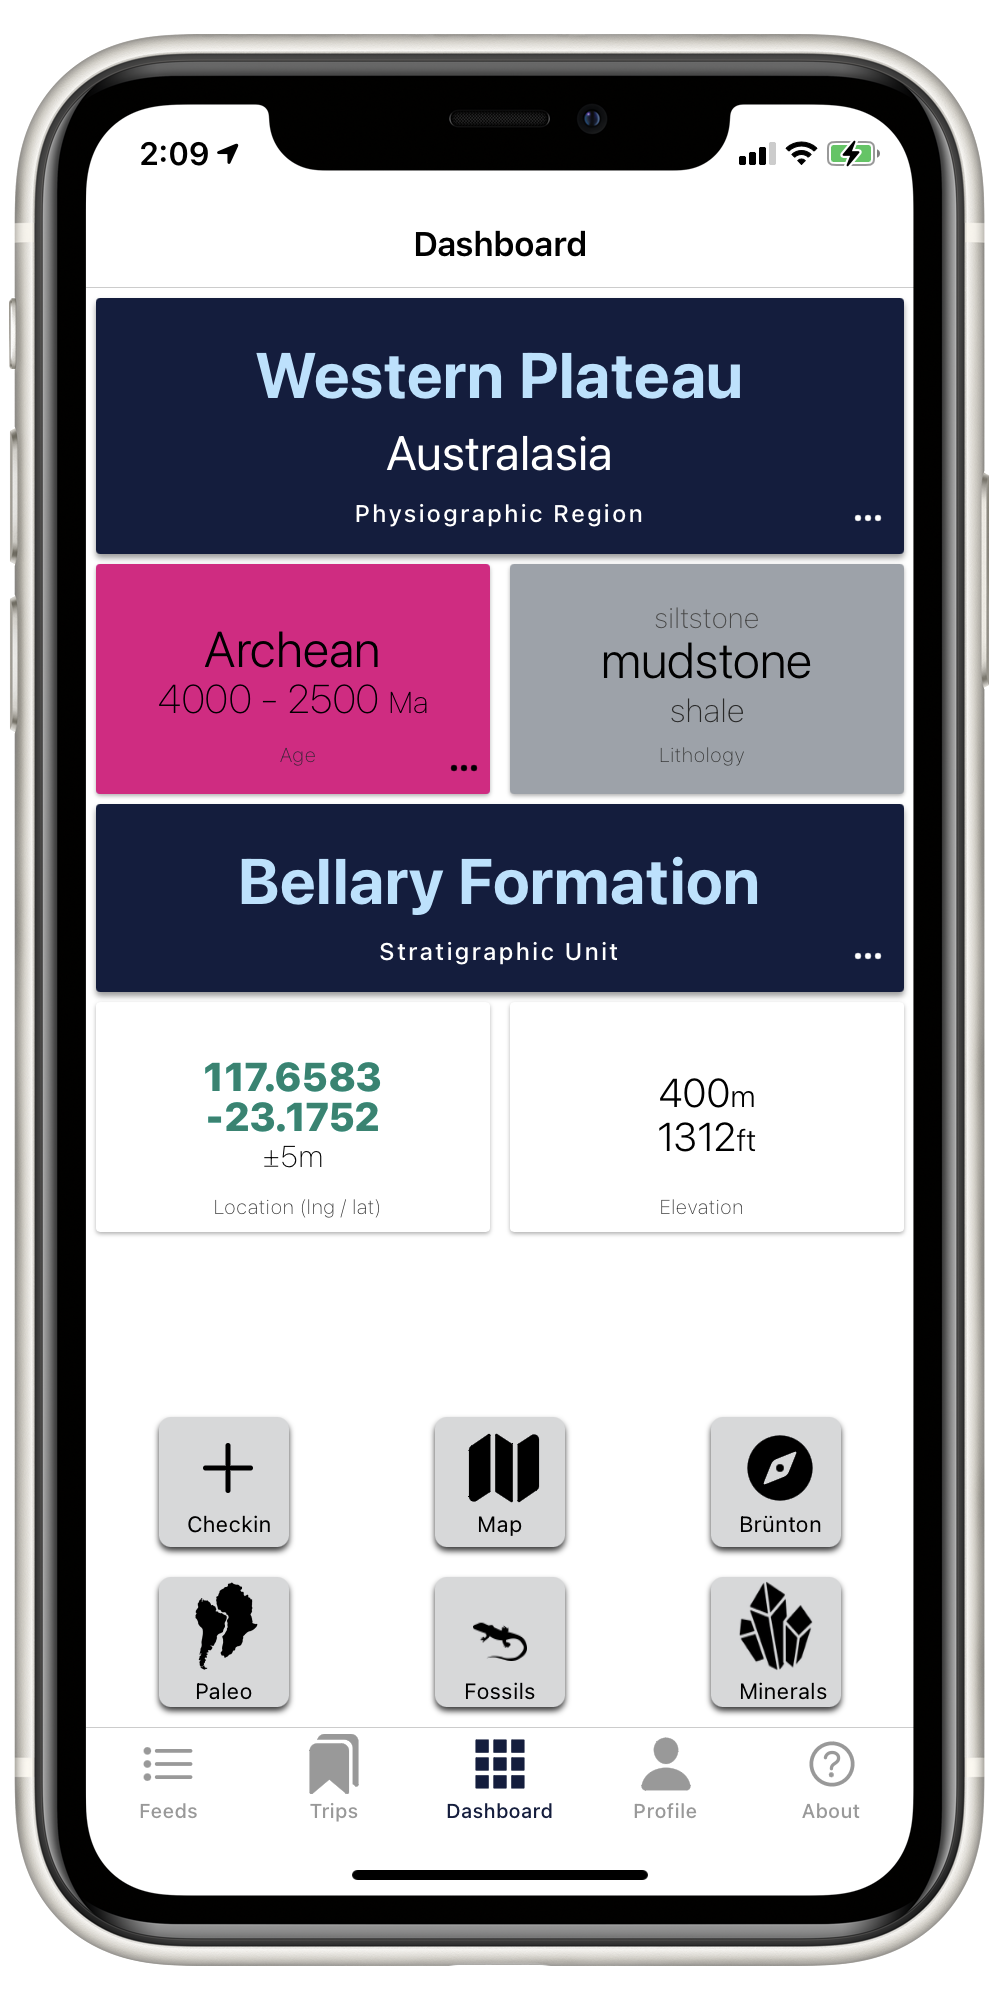 2:09
Dashboard
Western Plateau
Australasia
Physiographic Region
Archean
4000 - 2500 Ma
Age
siltstone
mudstone
shale
Lithology
Bellary Formation
Stratigraphic Unit
117.6583
-23.1752
±5m
Location (lng / lat)
400m
1312ft
Elevation
Checkin
Map
Brünton
Paleo
Fossils
Minerals
Feeds
Trips
Dashboard
Profile
About